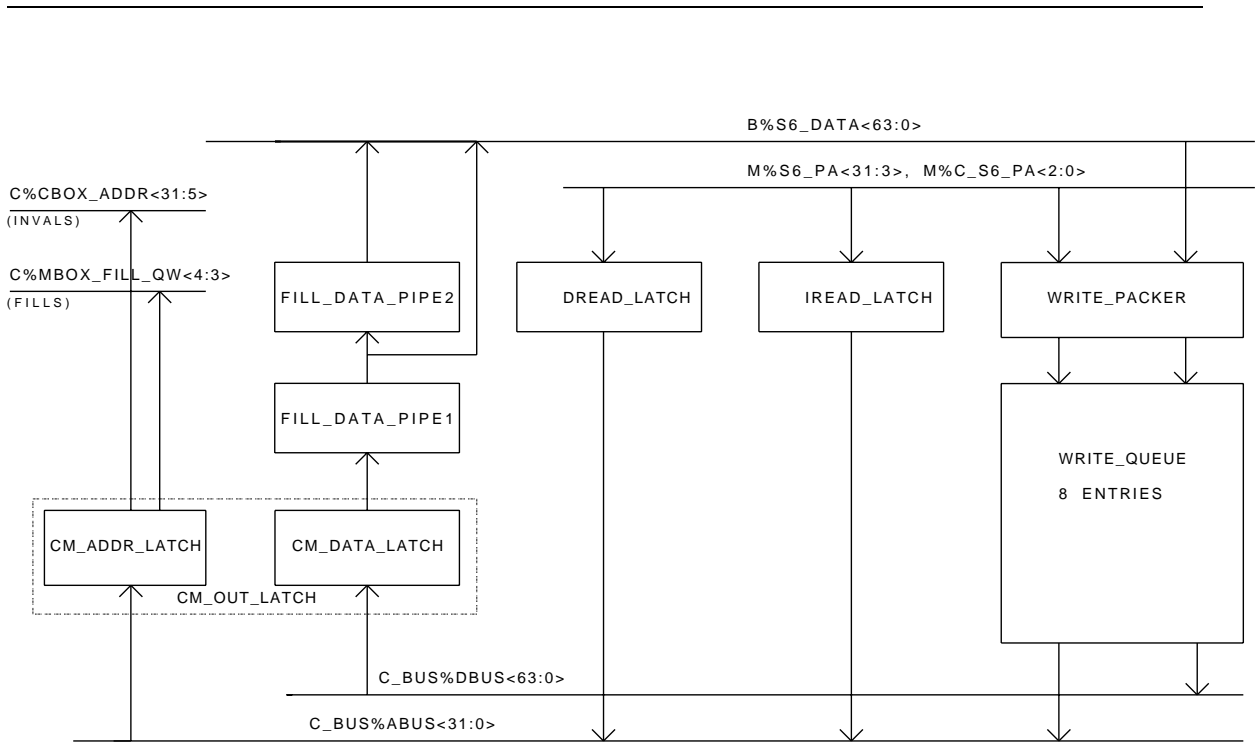 B%S6_DATA<63:0>
M%S6_PA<31:3>, M%C_S6_PA<2:0>
C%CBOX_ADDR<31:5>
(INVALS)
C%MBOX_FILL_QW<4:3>
(FILLS)
FILL_DATA_PIPE2
DREAD_LATCH
IREAD_LATCH
WRITE_PACKER
FILL_DATA_PIPE1
WRITE_QUEUE
8 ENTRIES
CM_ADDR_LATCH
CM_DATA_LATCH
CM_OUT_LATCH
C_BUS%DBUS<63:0>
C_BUS%ABUS<31:0>